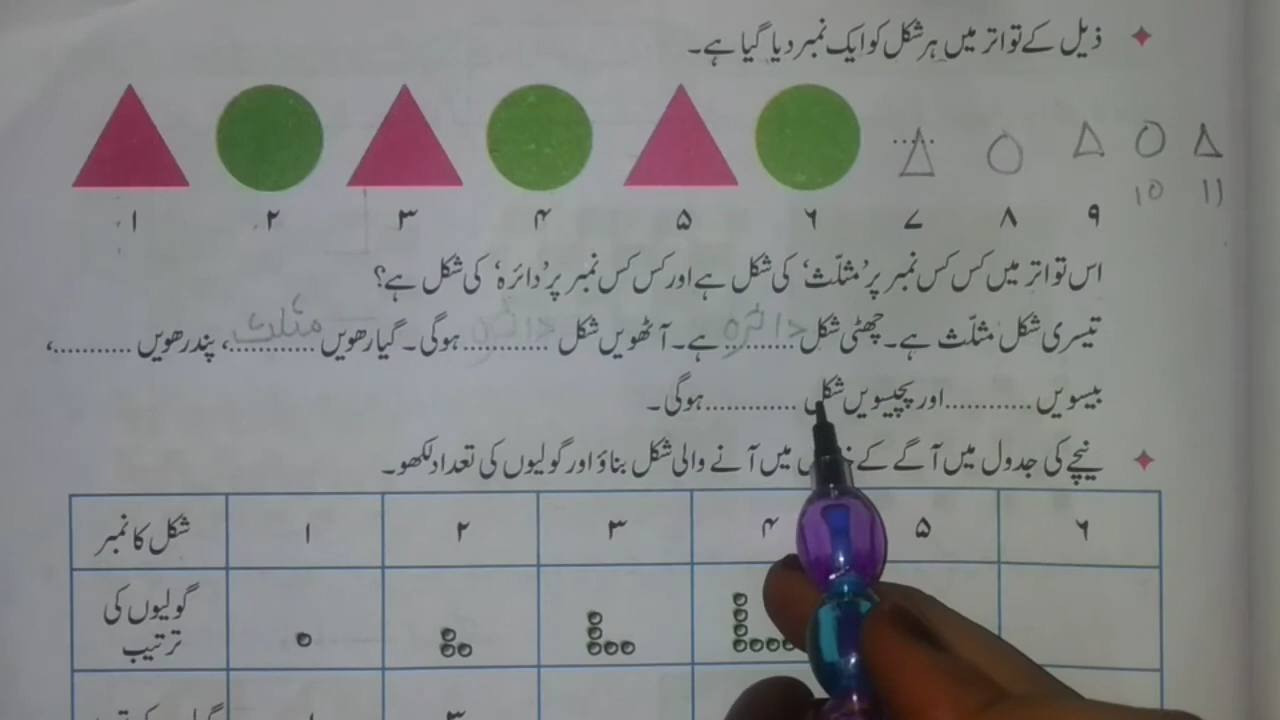 ذیل کے تواتر میں ہر شکل کو ایک نمبر دیا گیا ہے۔
۱ ۲ ۳ ۴ ۵ ۶ ۷ ۸ ۹ 10 11
اس تواتر میں کس کس نمبر پر ’مثلّث‘ کی شکل ہے اور کس کس نمبر پر ’دائرہ‘ کی شکل ہے؟
تیسری شکل مثلّث ہے۔ چھٹی شکل دائرہ ہے۔ آٹھویں شکل دائرہ ہوگی۔ گیارھویں مثلث، پندرھویں ............،
بیسویں ............ اور پچیسویں شکل ............ ہوگی۔
نیچے کی جدول میں آگے کے میں آنے والی شکل بناؤ اور گولیوں کی تعداد لکھو۔
شکل کا نمبر ۱ ۲ ۳ ۴ ۵ ۶
گولیوں کی
ترتیب